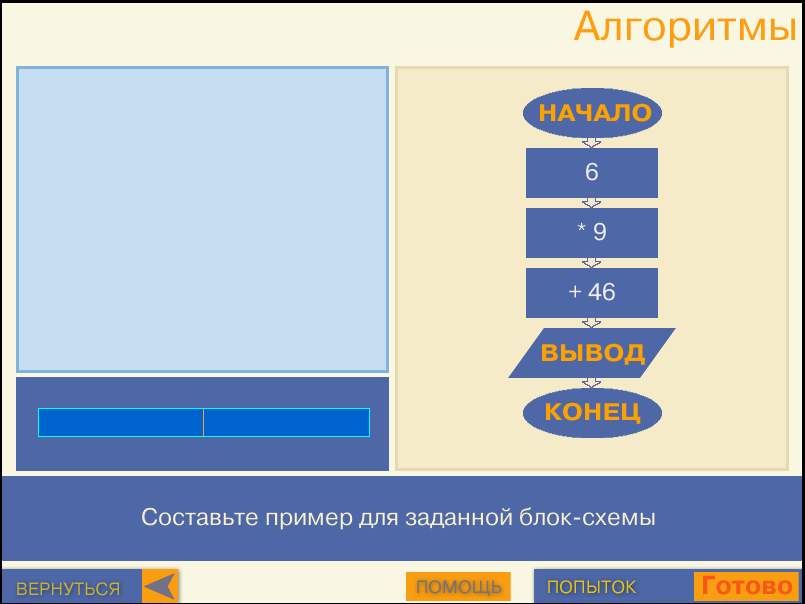 Алгоритмы
НАЧАЛО
6
* 9
+ 46
ВЫВОД
КОНЕЦ
Составьте пример для заданной блок-схемы
ВЕРНУТЬСЯ
ПОМОЩЬ
ПОПЫТОК
Готово